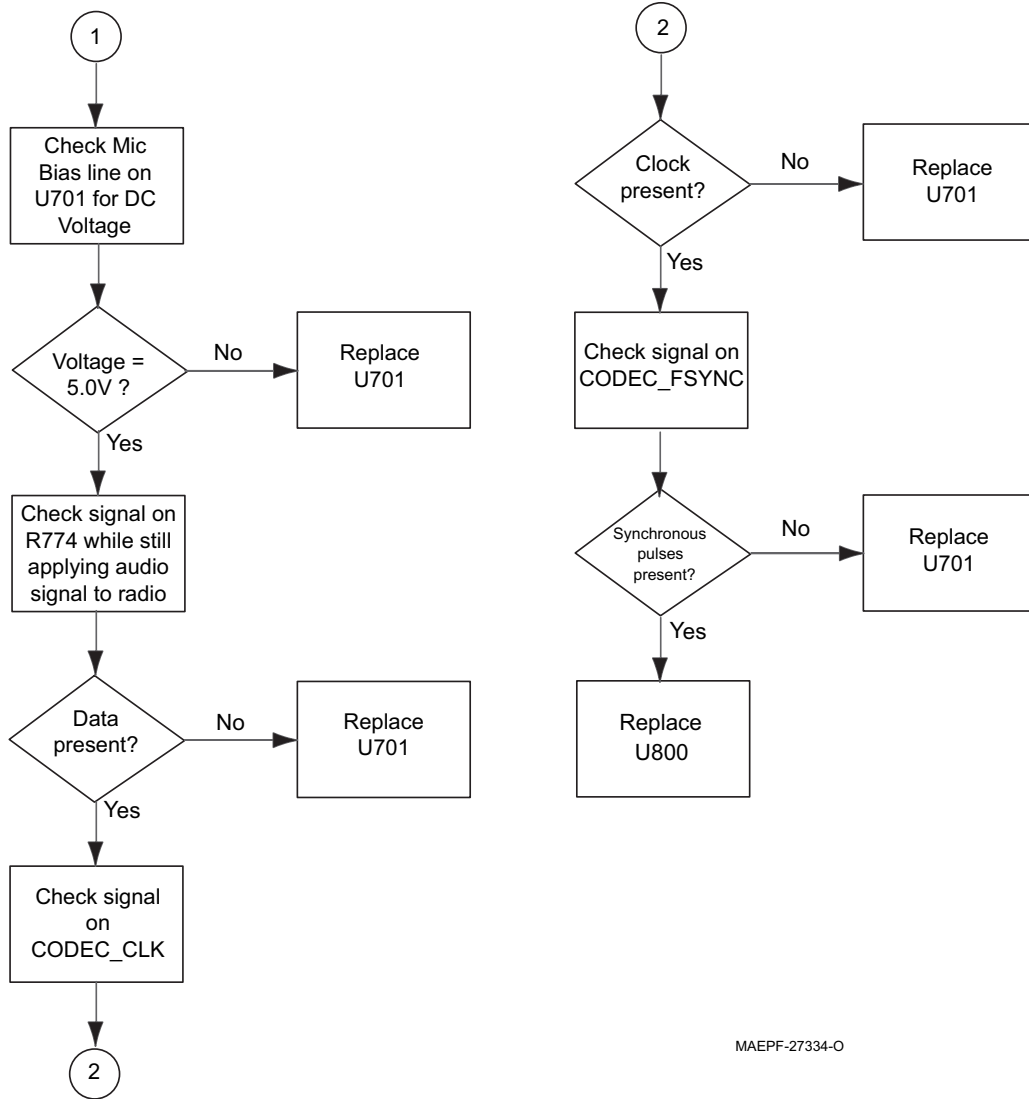 1
Check Mic
Bias line on
U701 for DC
Voltage
Voltage =
5.0V ?
No
Replace
U701
Yes
Check signal on
R774 while still
applying audio
signal to radio
Data
present?
No
Replace
U701
Yes
Check signal
on
CODEC_CLK
2
2
Clock
present?
No
Replace
U701
Yes
Check signal on
CODEC_FSYNC
Synchronous
pulses
present?
No
Replace
U701
Yes
Replace
U800
MAEPF-27334-O